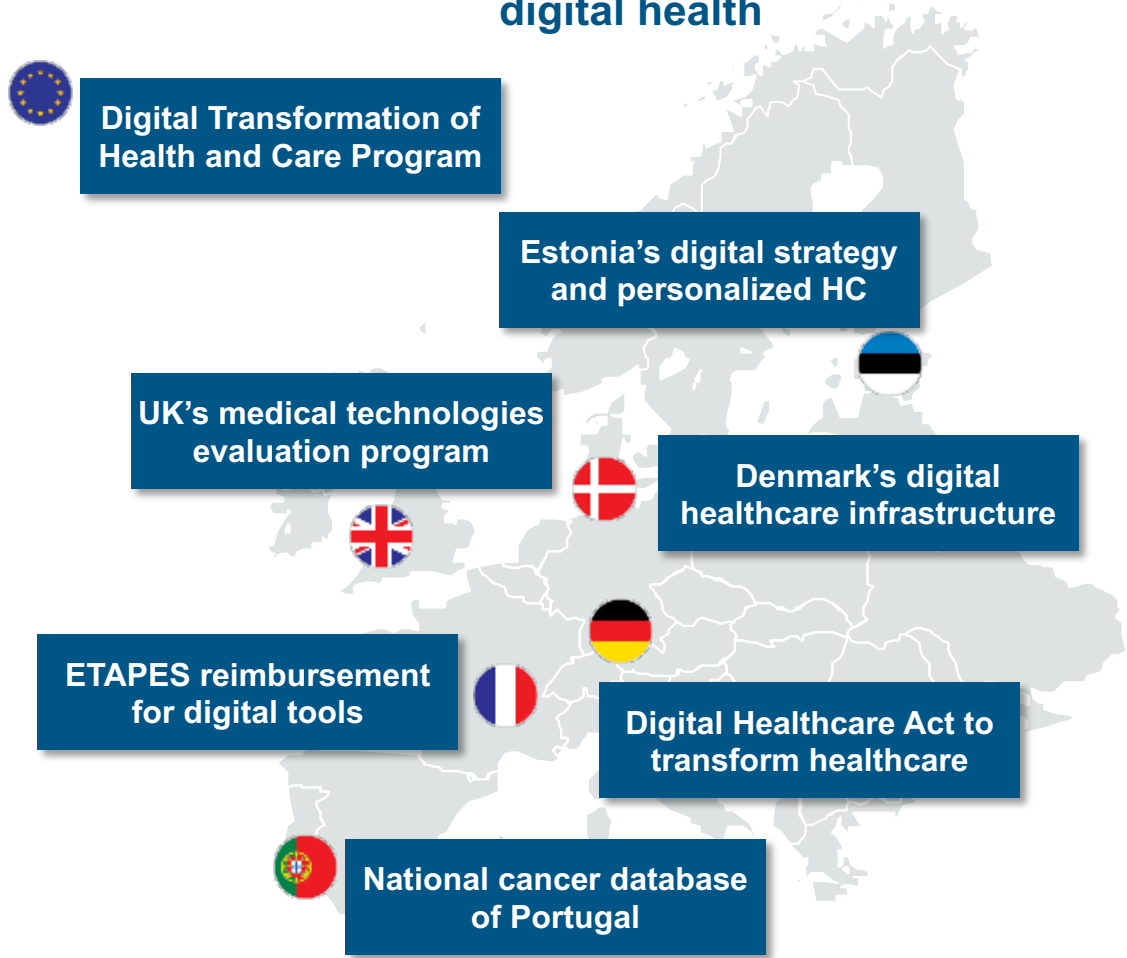 digital health
Digital Transformation of
Health and Care Program
Estonia’s digital strategy
and personalized HC
UK’s medical technologies
evaluation program
Denmark’s digital
healthcare infrastructure
ETAPES reimbursement
for digital tools
Digital Healthcare Act to
transform healthcare
National cancer database
of Portugal